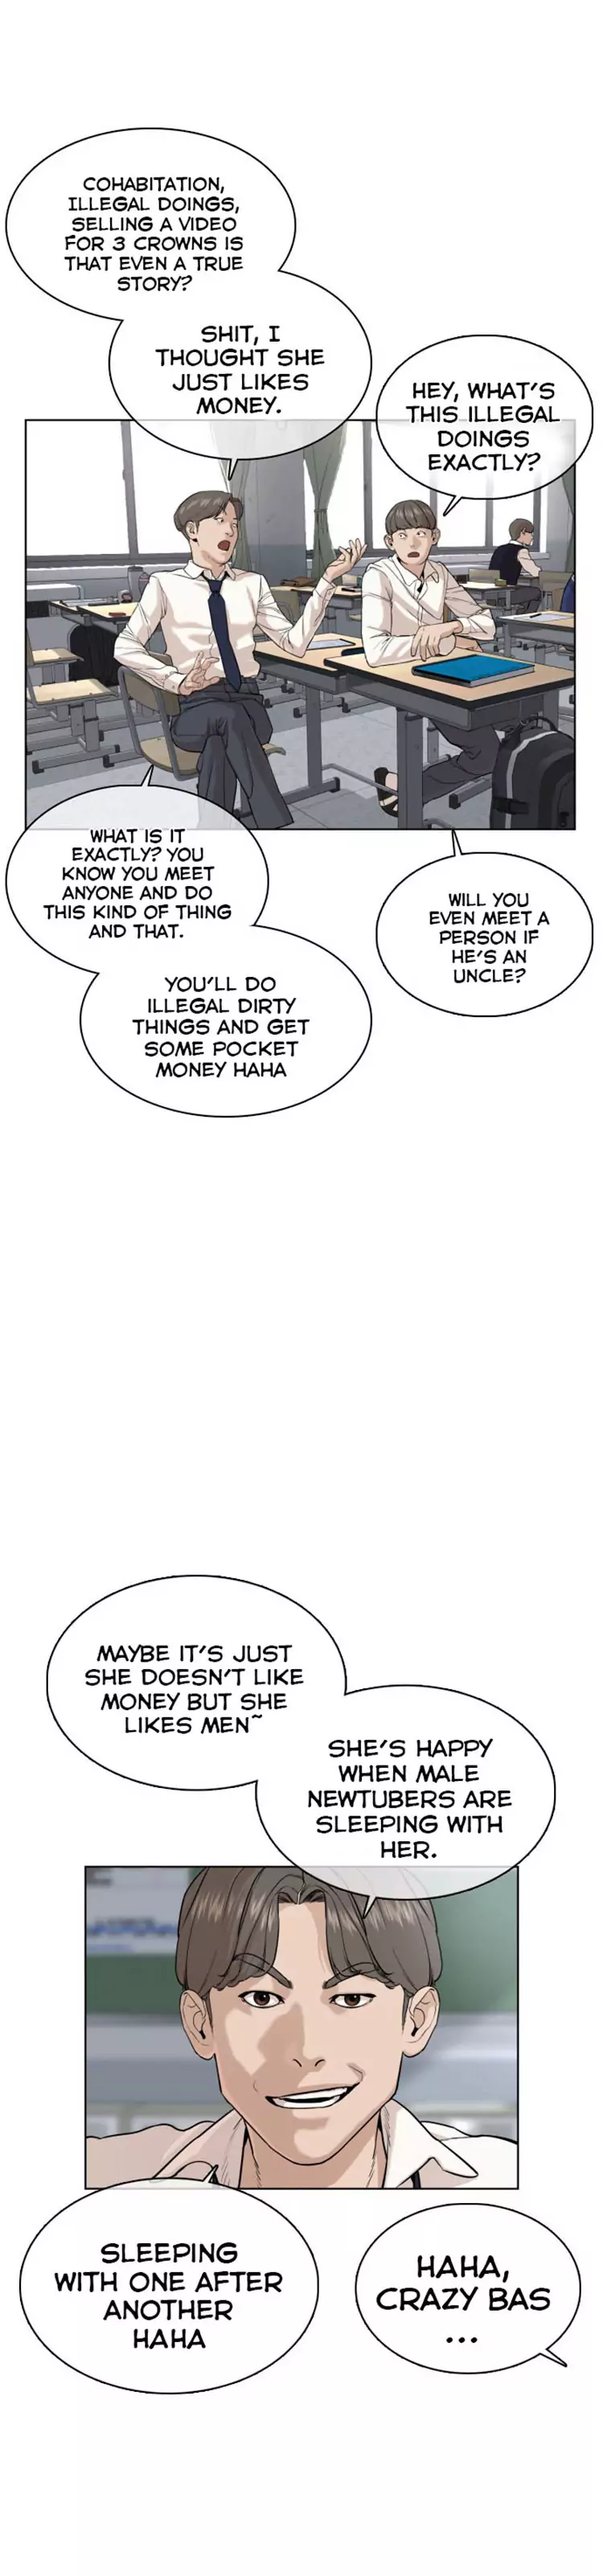 COHABITATION,
ILLEGAL DOINGS,
SELLING A VIDEO
FOR 3 CROWNS IS
THAT EVEN A TRUE
STORY?
SHIT, I
THOUGHT SHE
JUST LIKES
MONEY.
HEY, WHAT'S
THIS ILLEGAL
DOINGS
EXACTLY?
WHAT IS IT
EXACTLY? YOU
KNOW YOU MEET
ANYONE AND DO
THIS KIND OF THING
AND THAT.
WILL YOU
EVEN MEET A
PERSON IF
HE'S AN
UNCLE?
YOU'LL DO
ILLEGAL DIRTY
THINGS AND GET
SOME POCKET
MONEY HAHA
MAYBE IT'S JUST
SHE DOESN'T LIKE
MONEY BUT SHE
LIKES MEN~
SHE'S HAPPY
WHEN MALE
NEWTUBERS ARE
SLEEPING WITH
HER.
SLEEPING
WITH ONE AFTER
ANOTHER
HAHA
HAHA,
CRAZY BAS
...